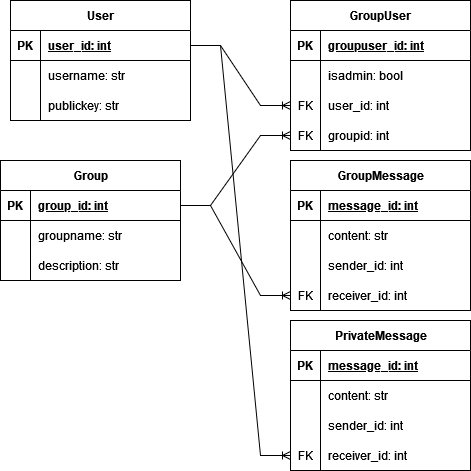 User
PK user_id: int
username: str
publickey: str
Group
PK group_id: int
groupname: str
description: str
GroupUser
PK groupuser_id: int
isadmin: bool
FK user_id: int
FK groupid: int
GroupMessage
PK message_id: int
content: str
sender_id: int
FK receiver_id: int
PrivateMessage
PK message_id: int
content: str
sender_id: int
FK receiver_id: int